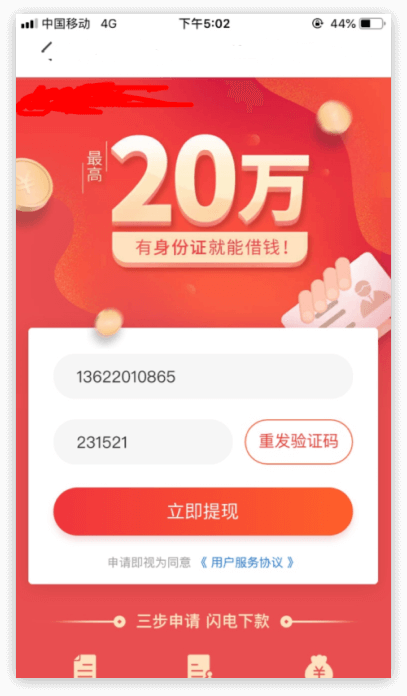 中国移动 4G 下午5:02 44%
最高 20万
有身份证就能借钱！
13622010865
231521 重发验证码
立即提现
申请即视为同意 《用户服务协议》
三步申请 闪电下款